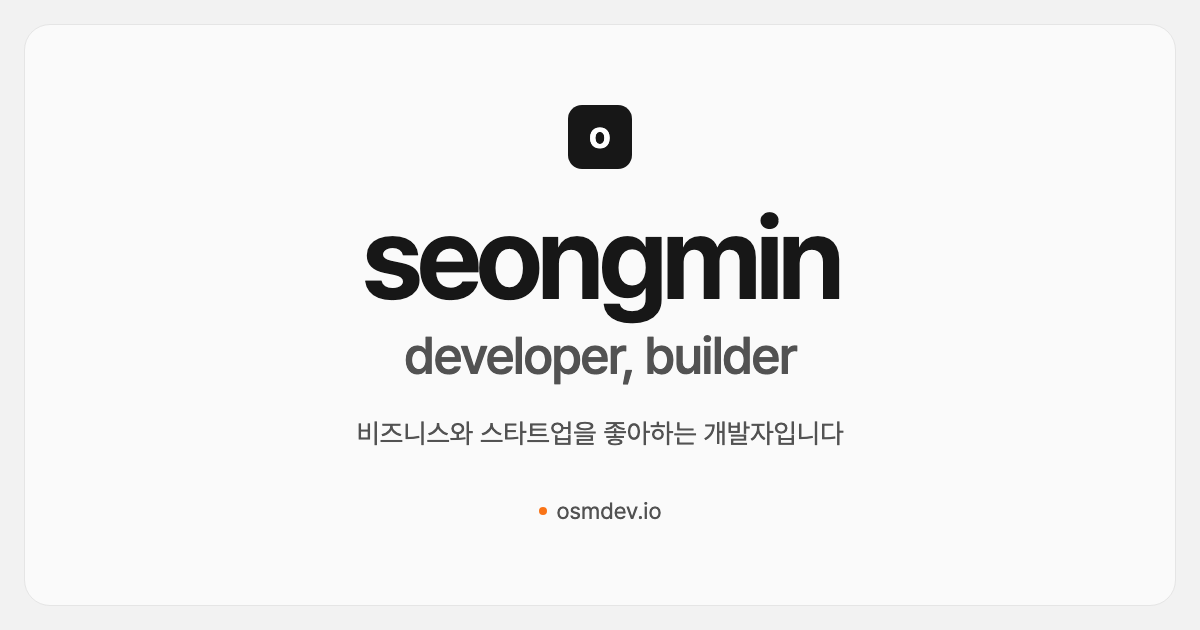 o
seongmin
developer, builder
비즈니스와 스타트업을 좋아하는 개발자입니다
osmdev.io